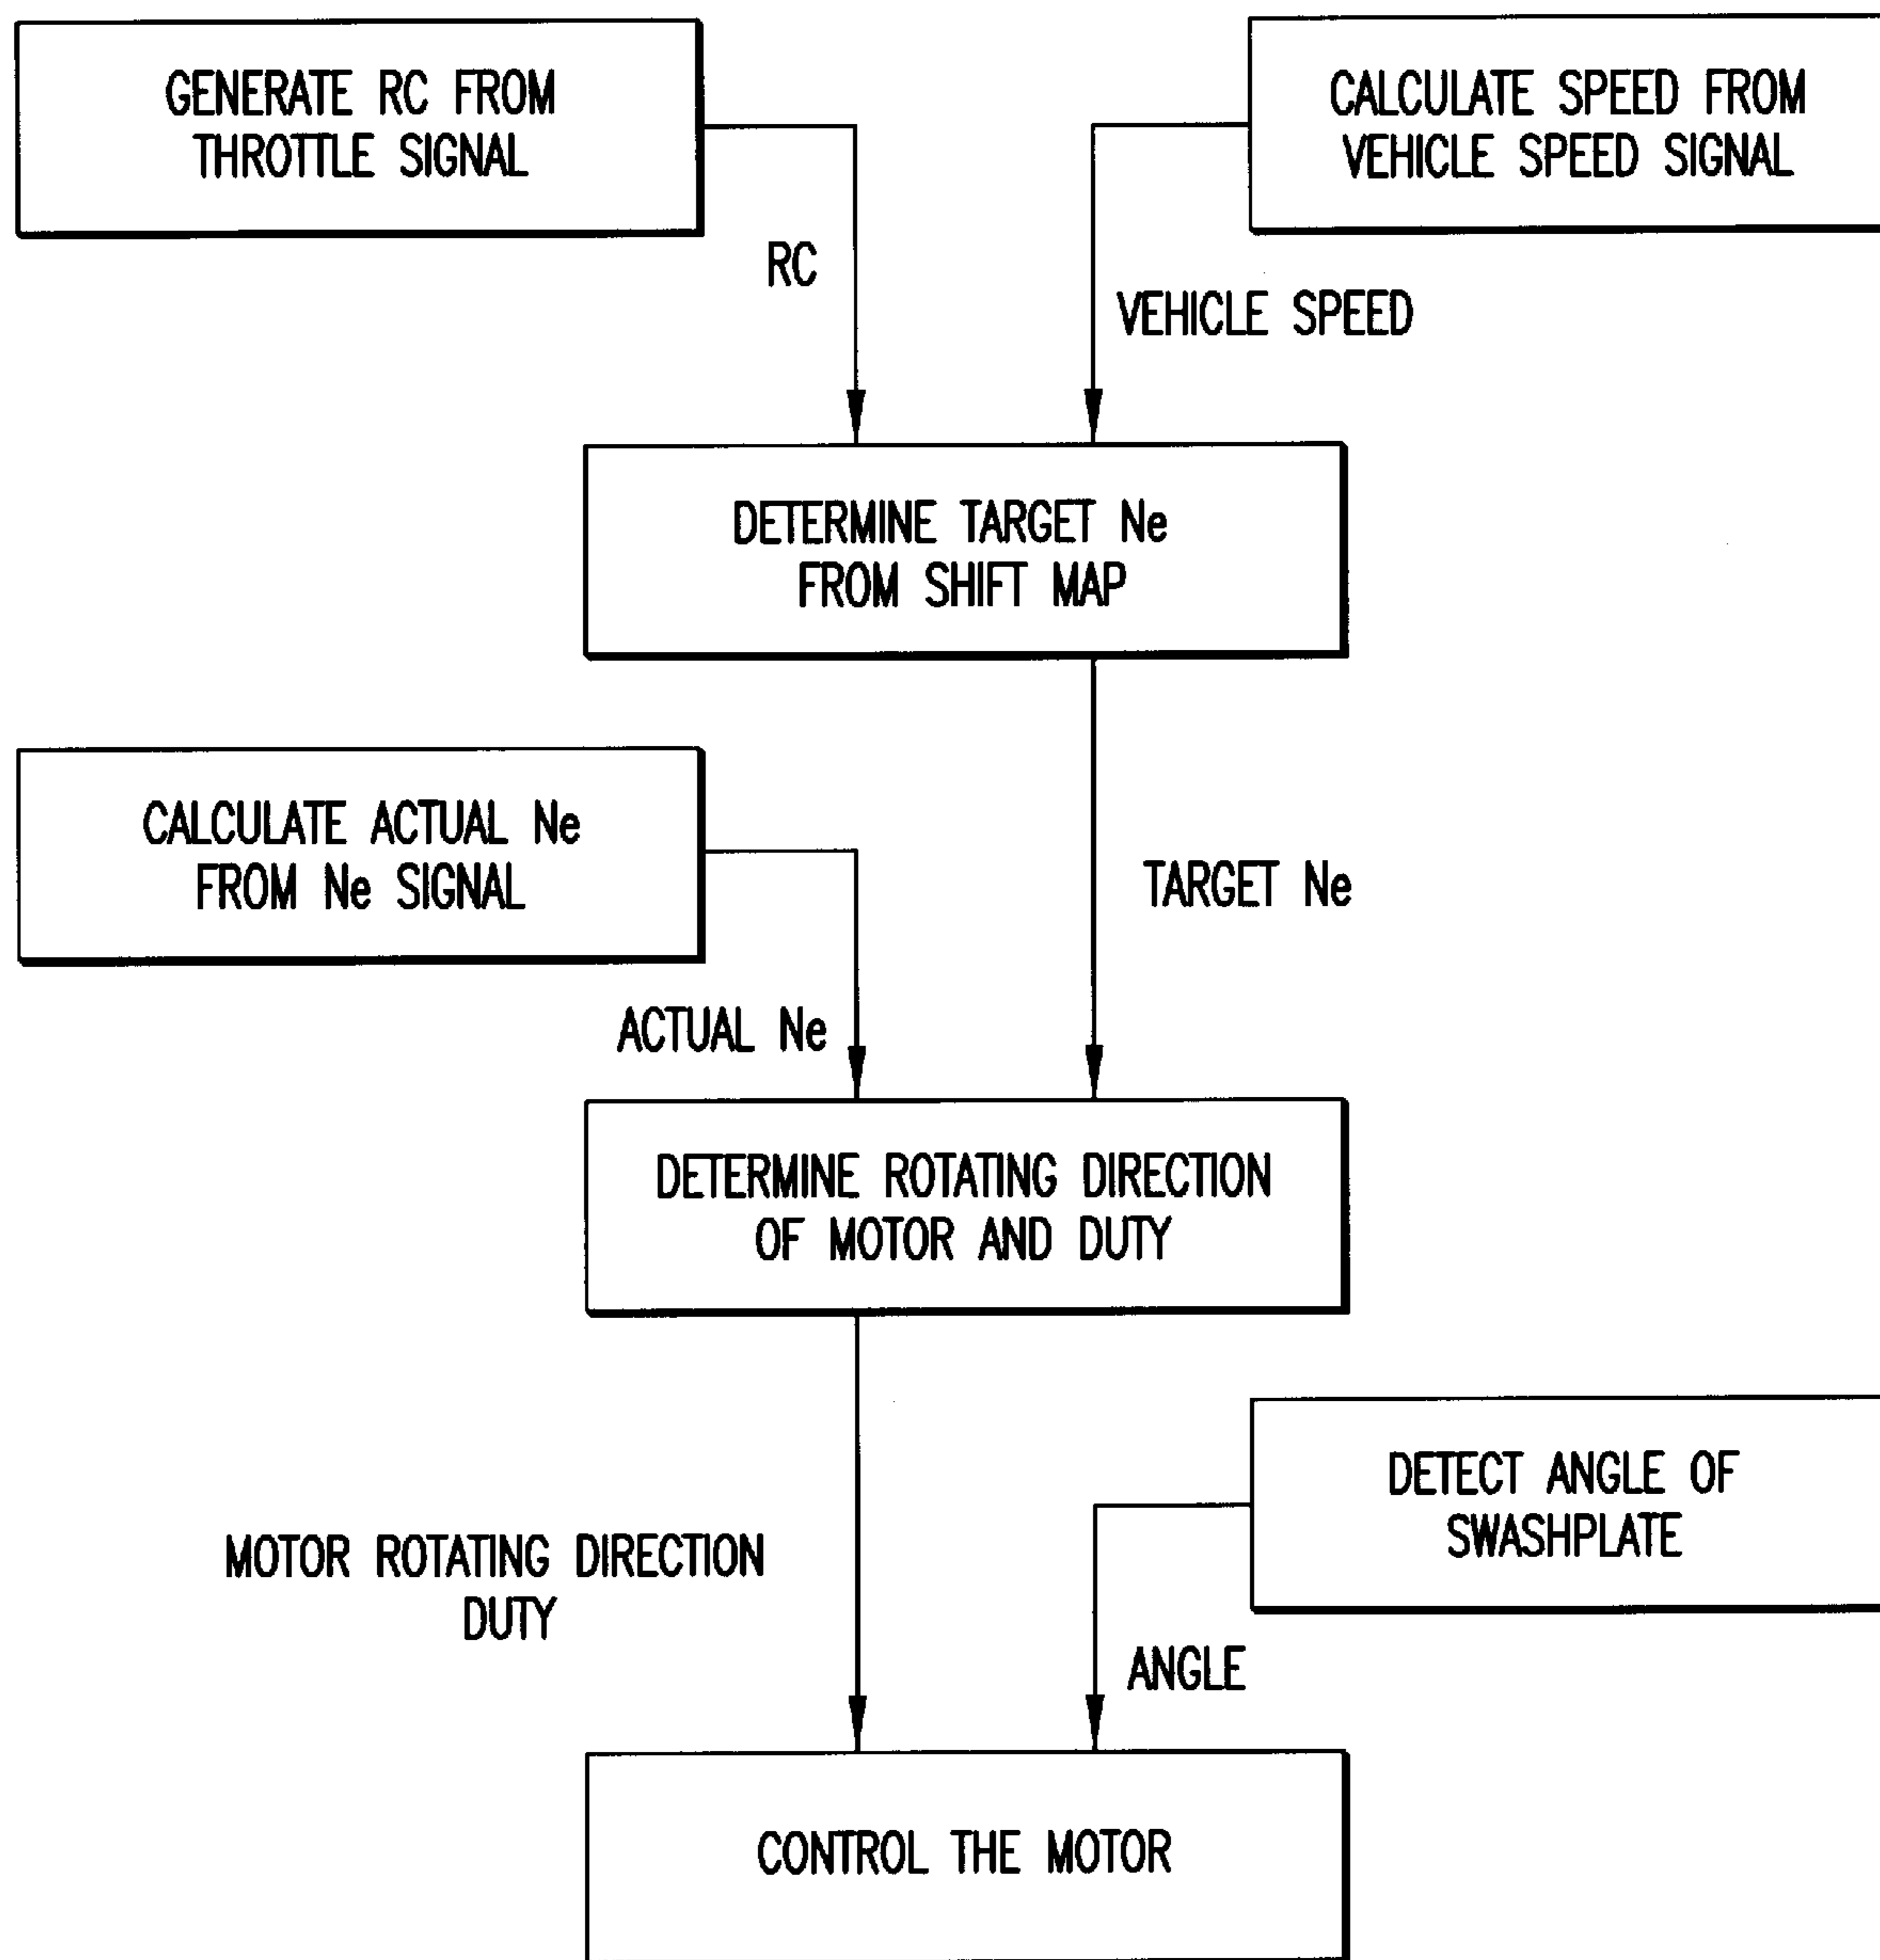 GENERATE RC FROM
THROTTLE SIGNAL
CALCULATE SPEED FROM
VEHICLE SPEED SIGNAL
RC
VEHICLE SPEED
DETERMINE TARGET Ne
FROM SHIFT MAP
CALCULATE ACTUAL Ne
FROM Ne SIGNAL
TARGET Ne
ACTUAL Ne
DETERMINE ROTATING DIRECTION
OF MOTOR AND DUTY
DETECT ANGLE OF
SWASHPLATE
MOTOR ROTATING DIRECTION
DUTY
ANGLE
CONTROL THE MOTOR